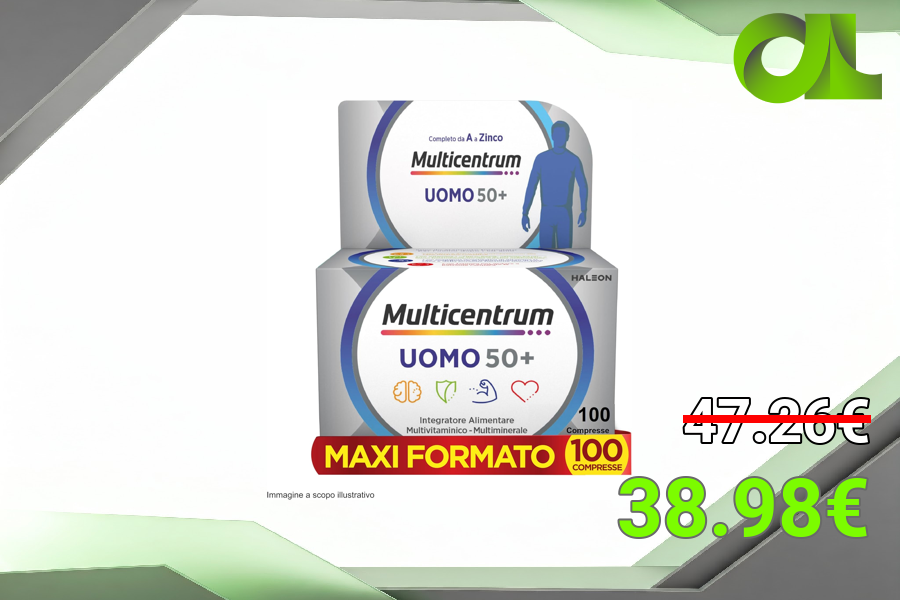 Completo da A a Zinco
Multicentrum
UOMO 50+
HALEON
Multicentrum
UOMO 50+
Integratore Alimentare
Multivitaminico - Multiminerale
100
Compresse
MAXI FORMATO
100
COMPRESSE
Immagine a scopo illustrativo
47.26€
38.98€